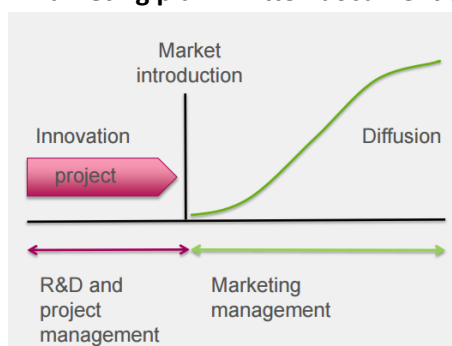 Market
introduction
Innovation
Diffusion
project
R&D and
project
management
Marketing
management